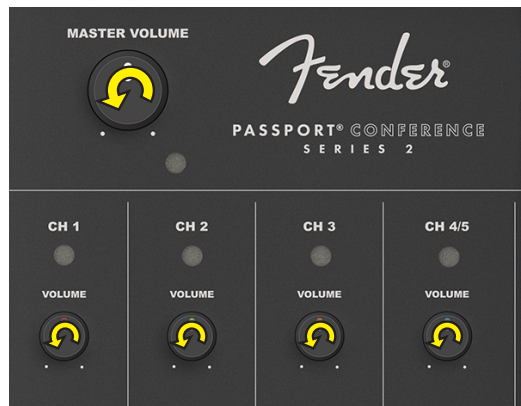 MASTER VOLUME
Fender®
PASSPORT® CONFERENCE
SERIES 2
CH 1
CH 2
CH 3
CH 4/5
VOLUME
VOLUME
VOLUME
VOLUME